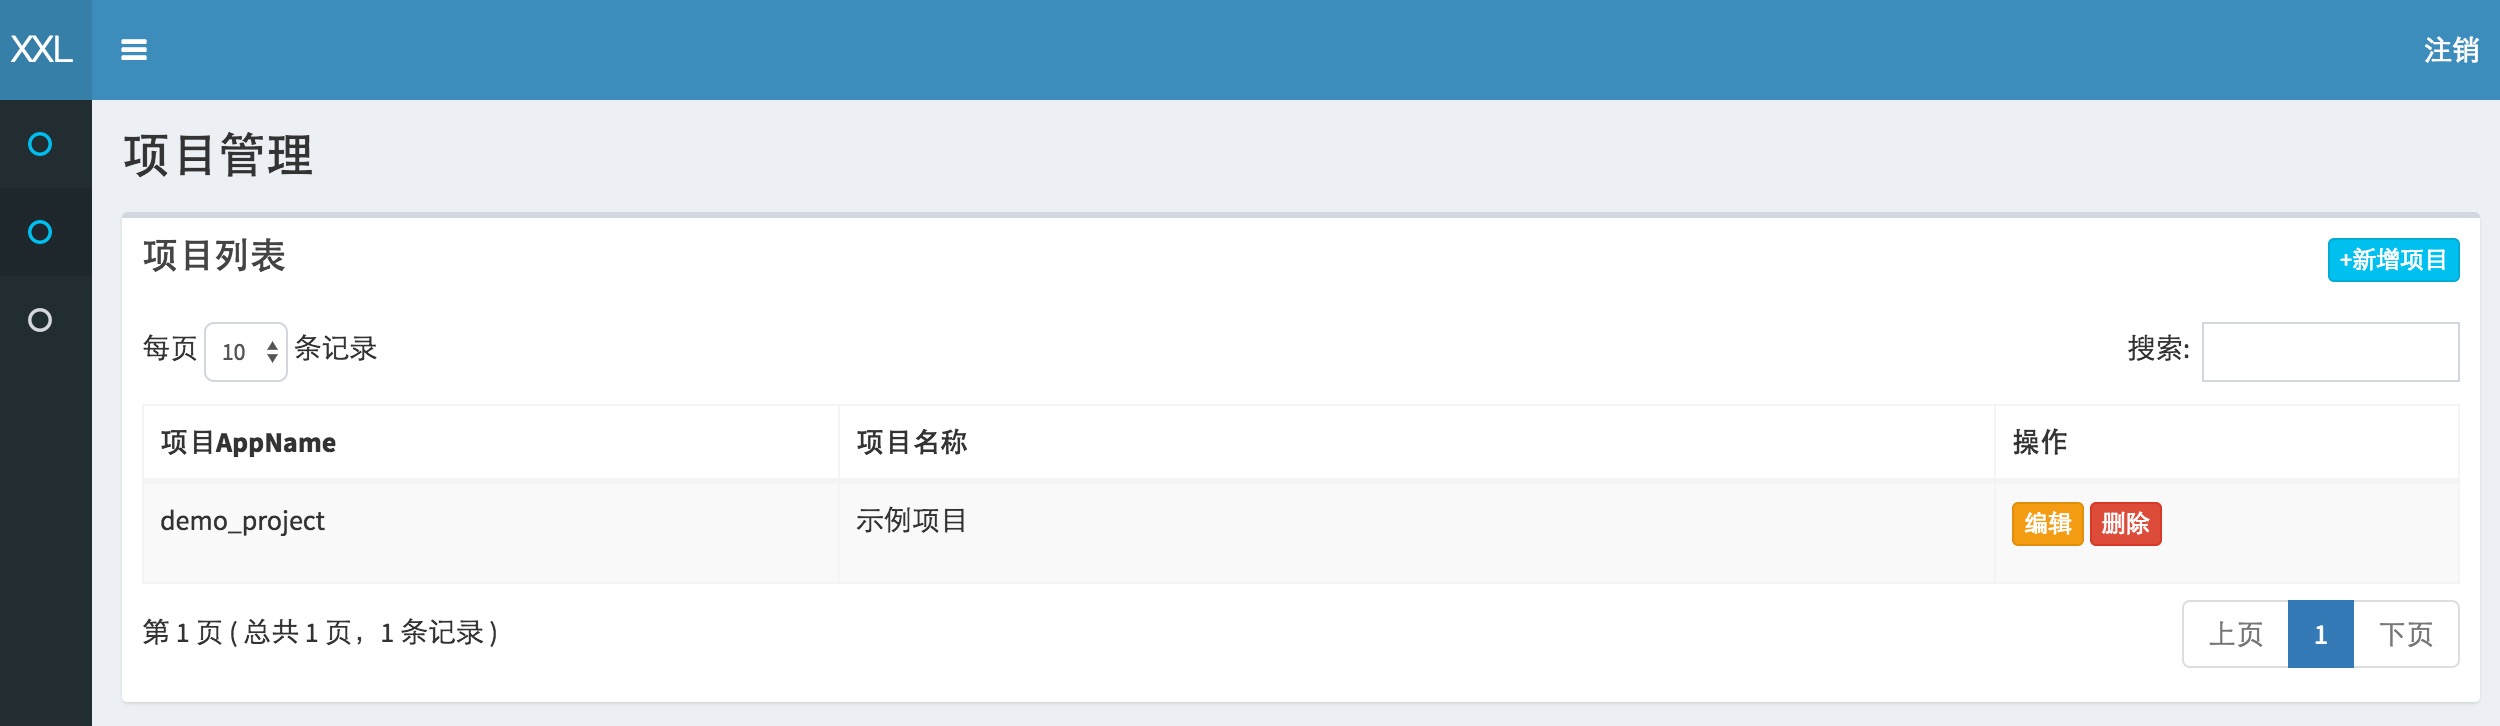 XXL
注销
项目管理
项目列表
+新增项目
每页 10 条记录
搜索:
项目AppName 项目名称 操作
demo_project 示例项目 编辑 删除
第 1 页 ( 总共 1 页，1 条记录 )
上页 1 下页